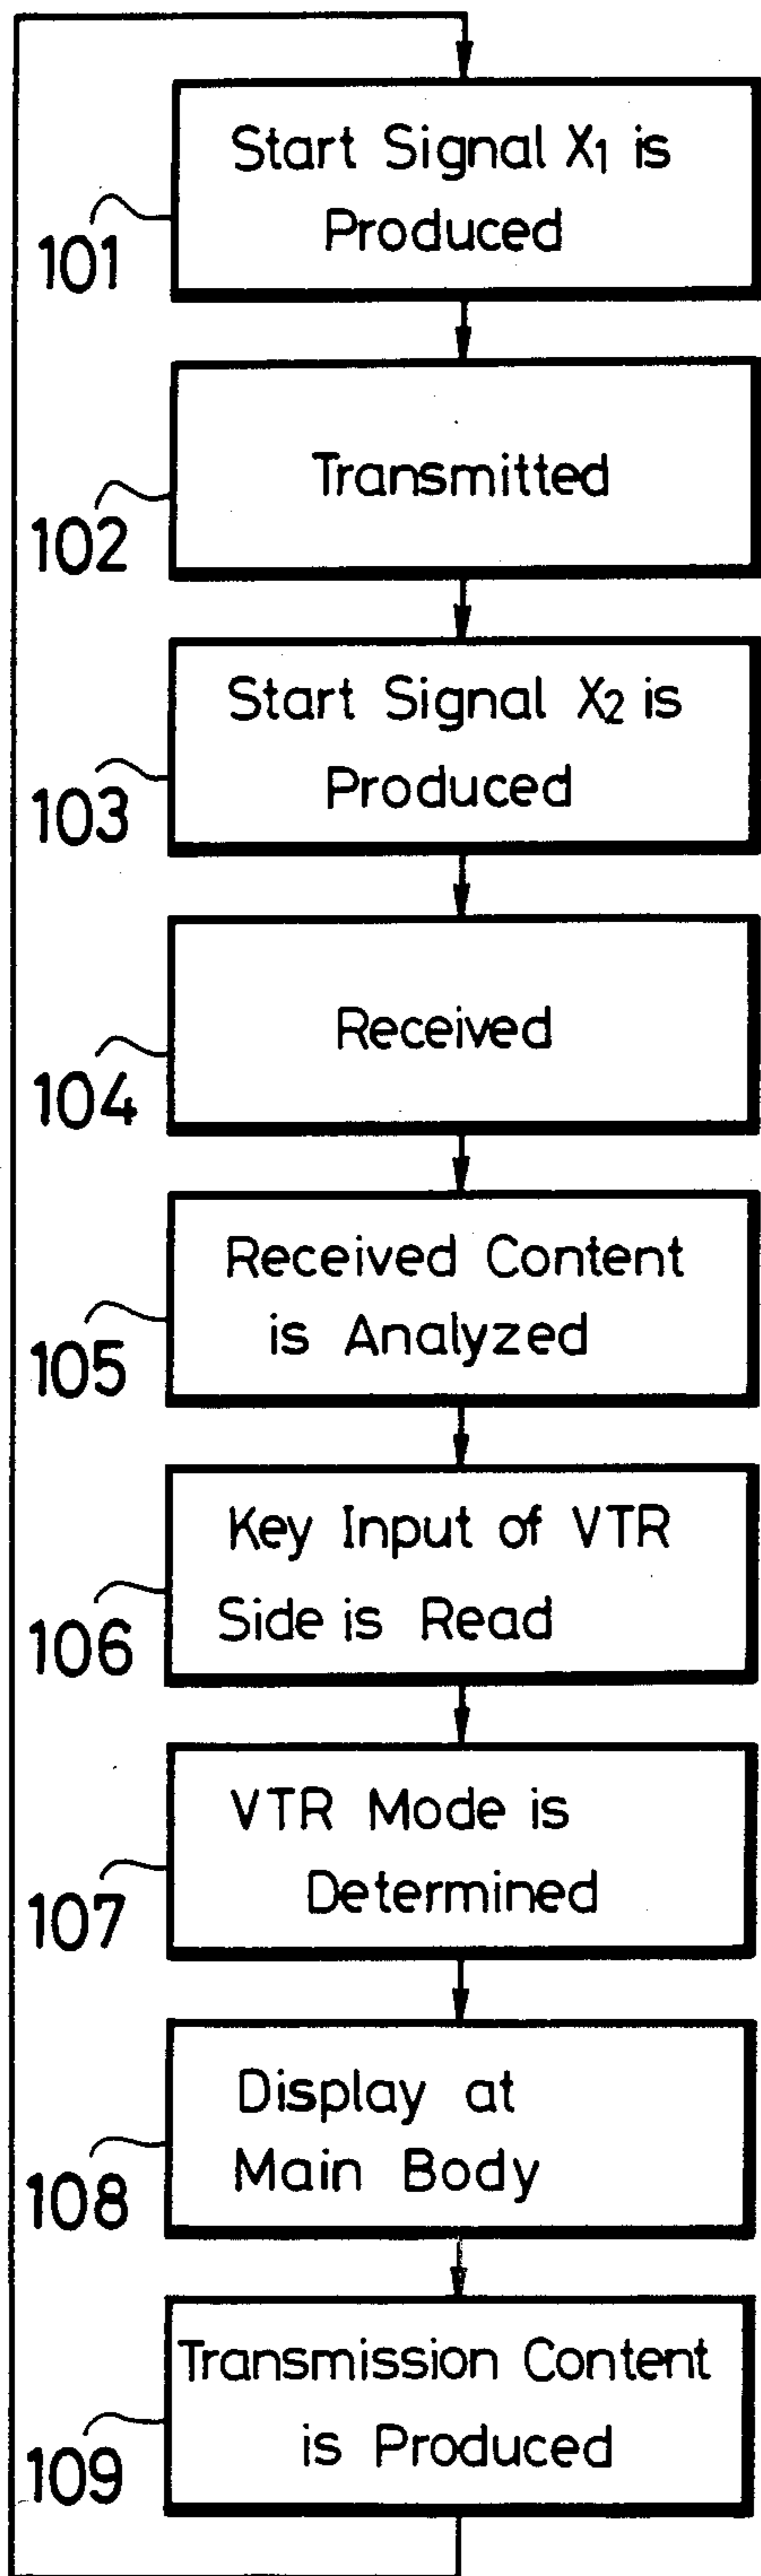 Start Signal X1 is
Produced
101
Transmitted
102
Start Signal X2 is
Produced
103
Received
104
Received Content
is Analyzed
105
Key Input of VTR
Side is Read
106
VTR Mode is
Determined
107
Display at
Main Body
108
Transmission Content
is Produced
109